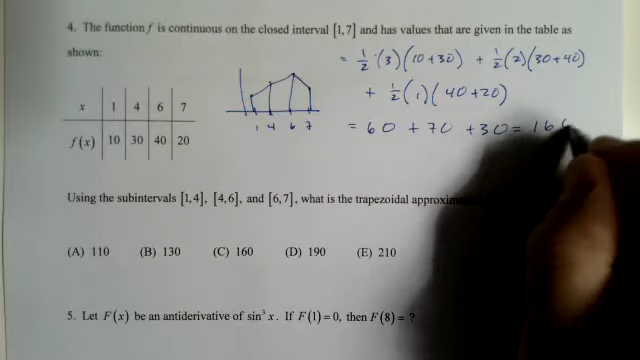 4. The function f is continuous on the closed interval [1,7] and has values that are given in the table as
shown:
= 1/2 · (3)(10+30) + 1/2 (2)(30+40)
+ 1/2 (1)(40+20)
= 60 + 70 + 30 = 16
1 4 6 7
x 1 4 6 7
f(x) 10 30 40 20
Using the subintervals [1,4], [4,6], and [6,7], what is the trapezoidal
(A) 110 (B) 130 (C) 160 (D) 190 (E) 210
5. Let F(x) be an antiderivative of sin³ x. If F(1) = 0, then F(8) = ?